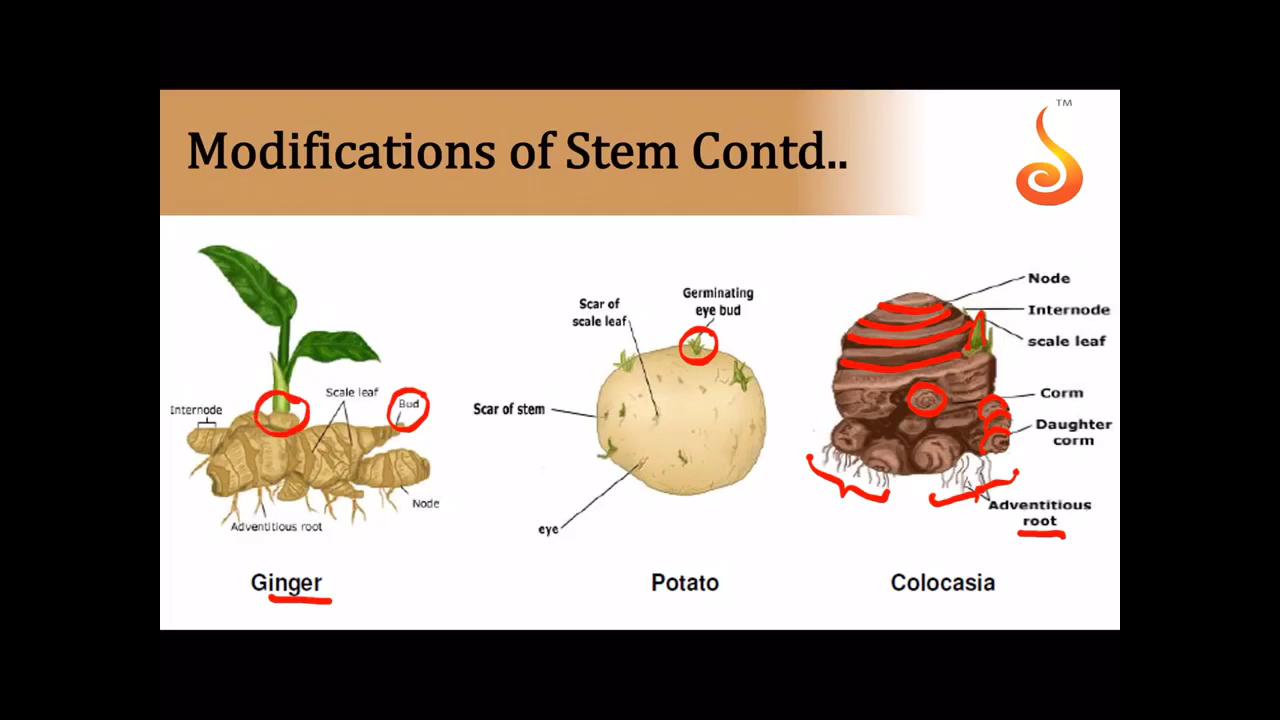 TM
Modifications of Stem Contd..
Internode
Scale leaf
Bud
Node
Adventitious root
Ginger
Scar of
scale leaf
Germinating
eye bud
Scar of stem
eye
Potato
Node
Internode
scale leaf
Corm
Daughter
corm
Adventitious
root
Colocasia